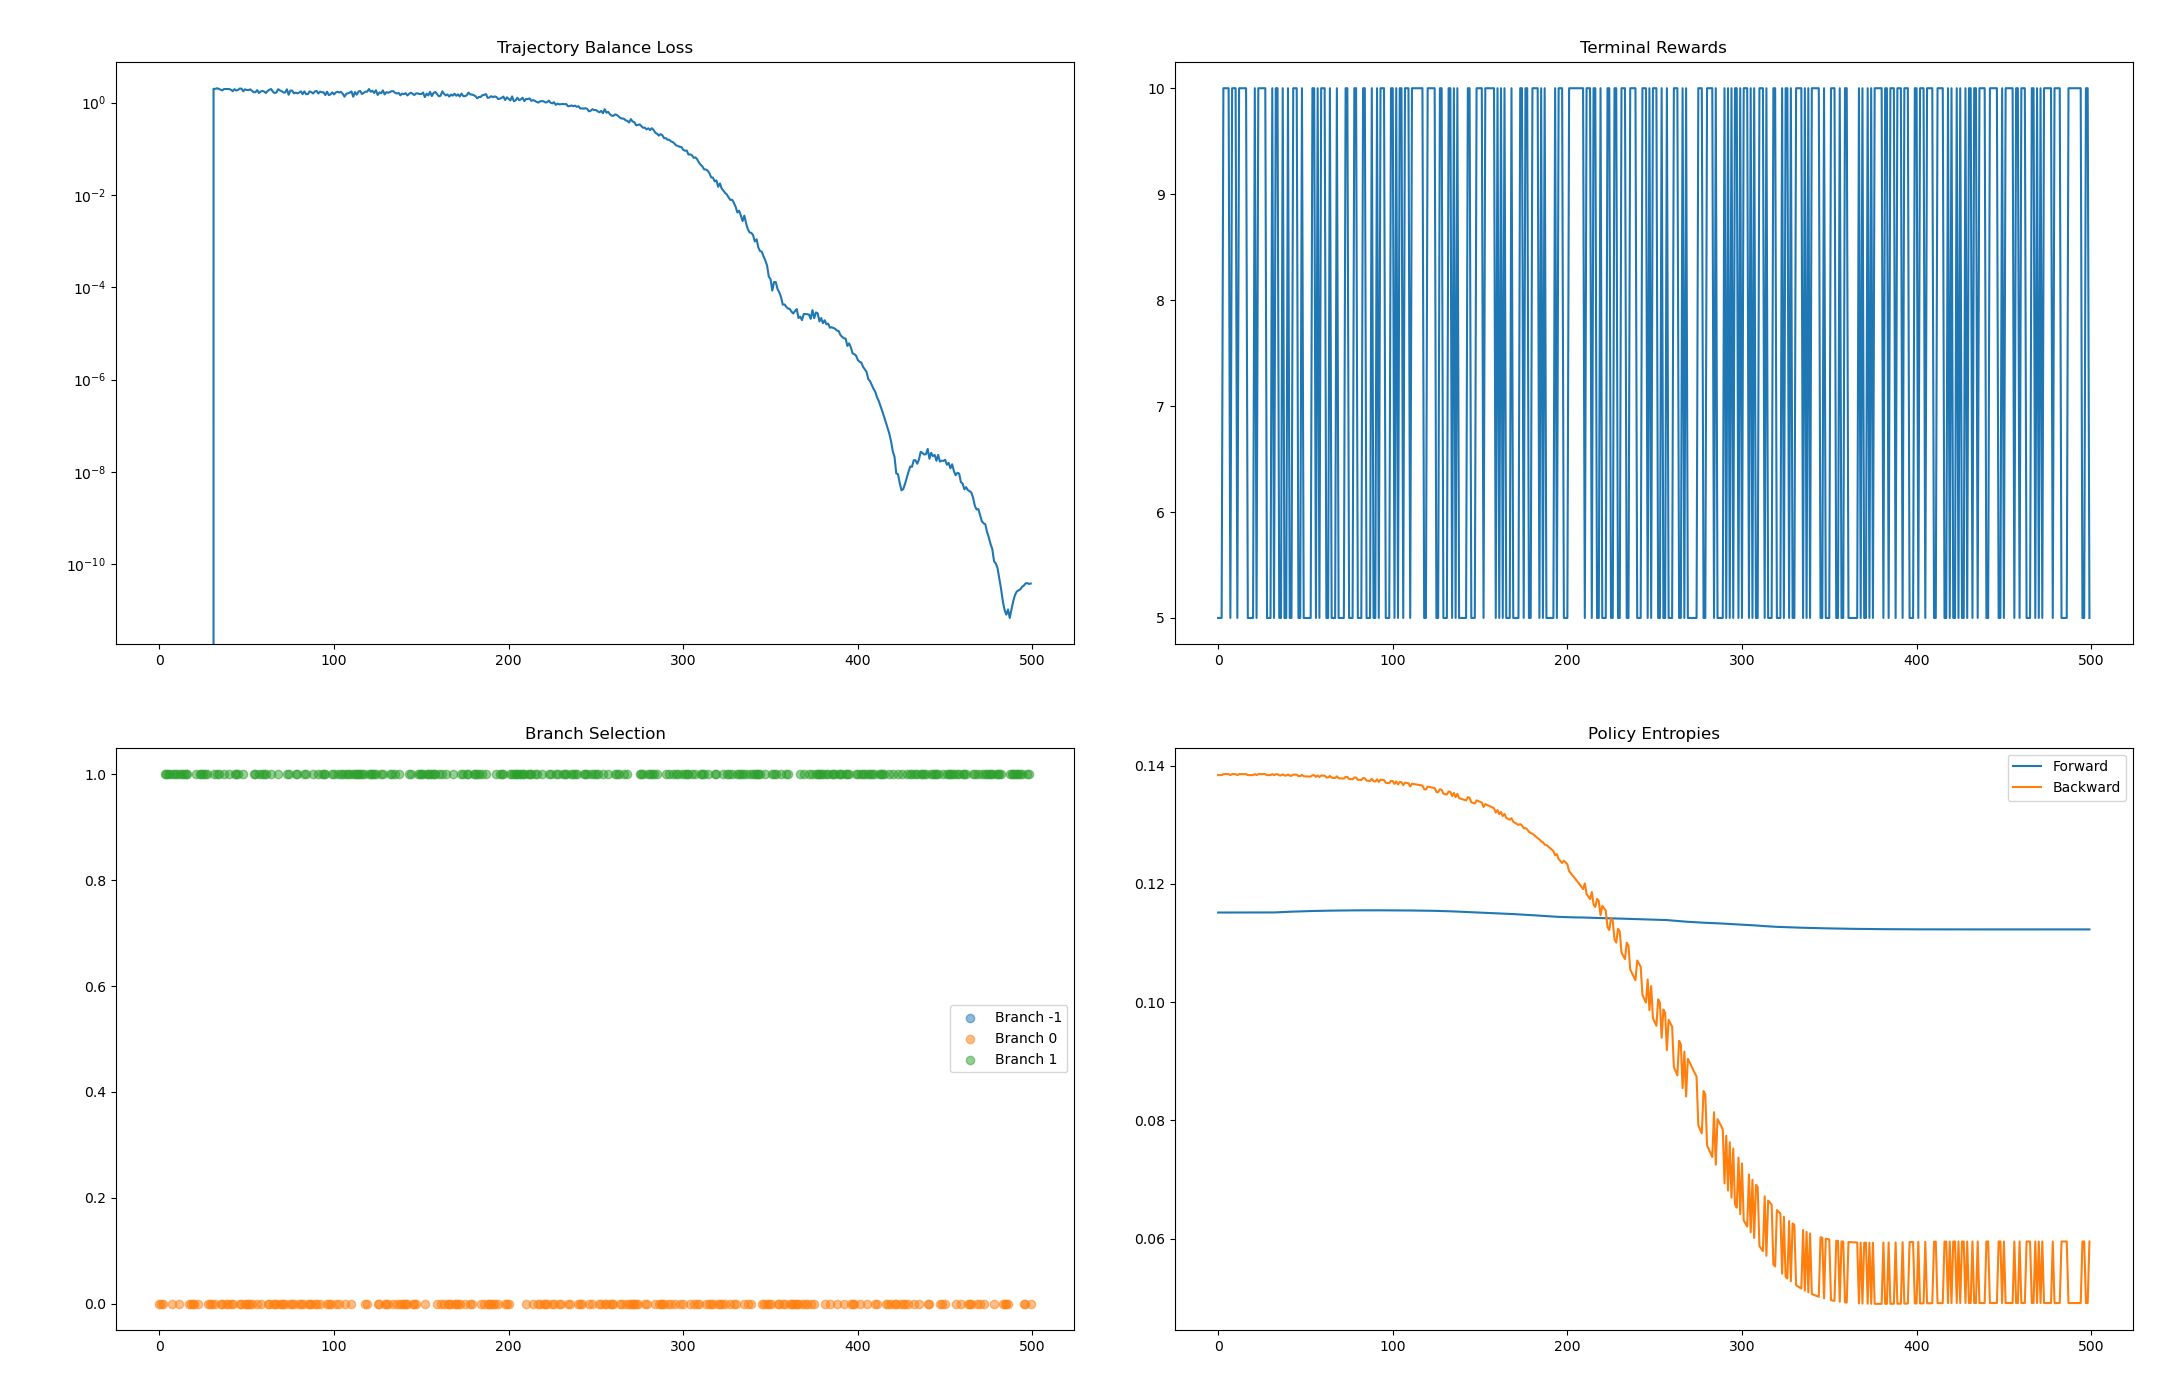 Trajectory Balance Loss
10⁰
10⁻²
10⁻⁴
10⁻⁶
10⁻⁸
10⁻¹⁰
0 100 200 300 400 500
Terminal Rewards
10
9
8
7
6
5
0 100 200 300 400 500
Branch Selection
1.0
0.8
0.6
0.4
0.2
0.0
Branch -1
Branch 0
Branch 1
0 100 200 300 400 500
Policy Entropies
Forward
Backward
0.14
0.12
0.10
0.08
0.06
0 100 200 300 400 500